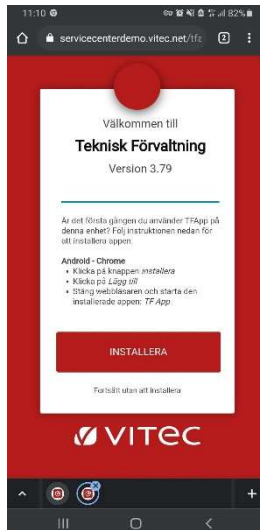 11:10
82%
servicecenterdemo.vitec.net/tfa
2
Välkommen till
Teknisk Förvaltning
Version 3.79
Är det första gången du använder TFApp på
denna enhet? Följ instruktionen nedan för
att installera appen:
Android - Chrome
• Klicka på knappen installera
• Klicka på Lägg till
• Stäng webbläsaren och starta den
installerade appen: TF App
INSTALLERA
Fortsätt utan att installera
vitec